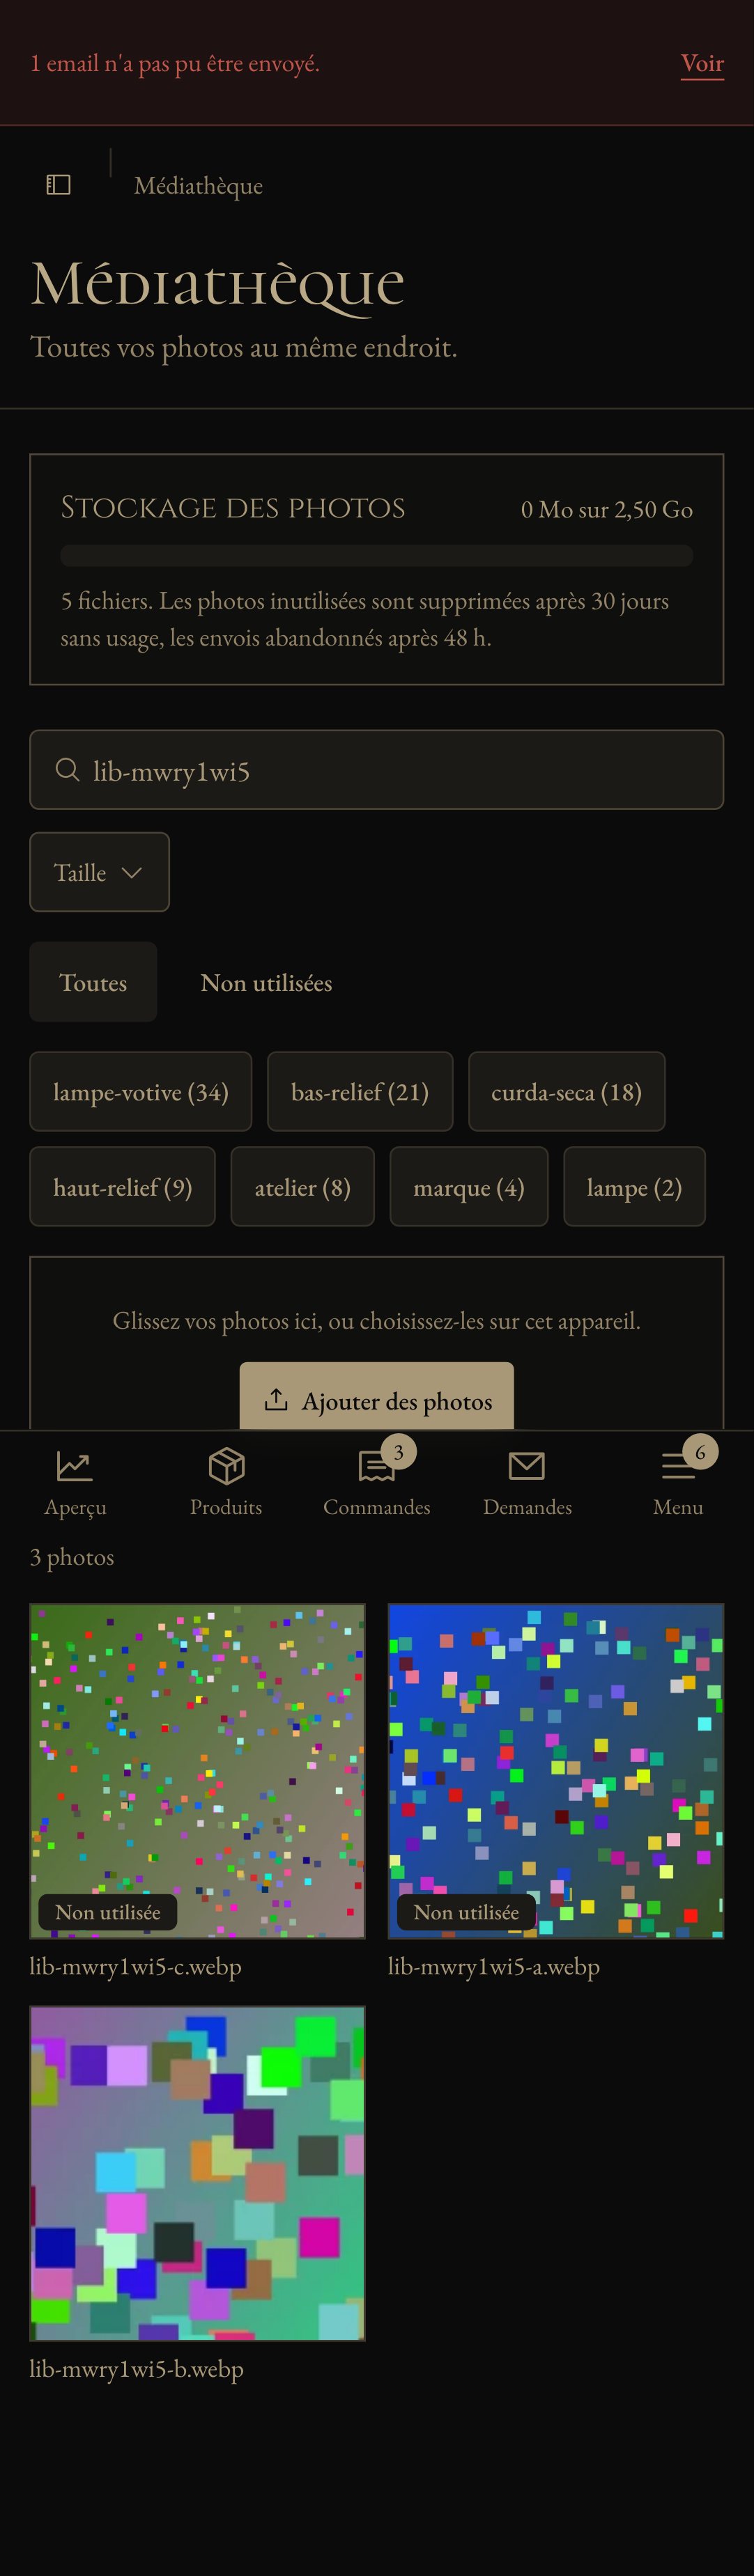 1 email n'a pas pu être envoyé.
Voir
Médiathèque
Médiathèque
Toutes vos photos au même endroit.
Stockage des photos
0 Mo sur 2,50 Go
5 fichiers. Les photos inutilisées sont supprimées après 30 jours
sans usage, les envois abandonnés après 48 h.
lib-mwry1wi5
Taille
Toutes
Non utilisées
lampe-votive (34)
bas-relief (21)
curda-seca (18)
haut-relief (9)
atelier (8)
marque (4)
lampe (2)
Glissez vos photos ici, ou choisissez-les sur cet appareil.
Ajouter des photos
3
6
Aperçu
Produits
Commandes
Demandes
Menu
3 photos
Non utilisée
Non utilisée
lib-mwry1wi5-c.webp
lib-mwry1wi5-a.webp
lib-mwry1wi5-b.webp